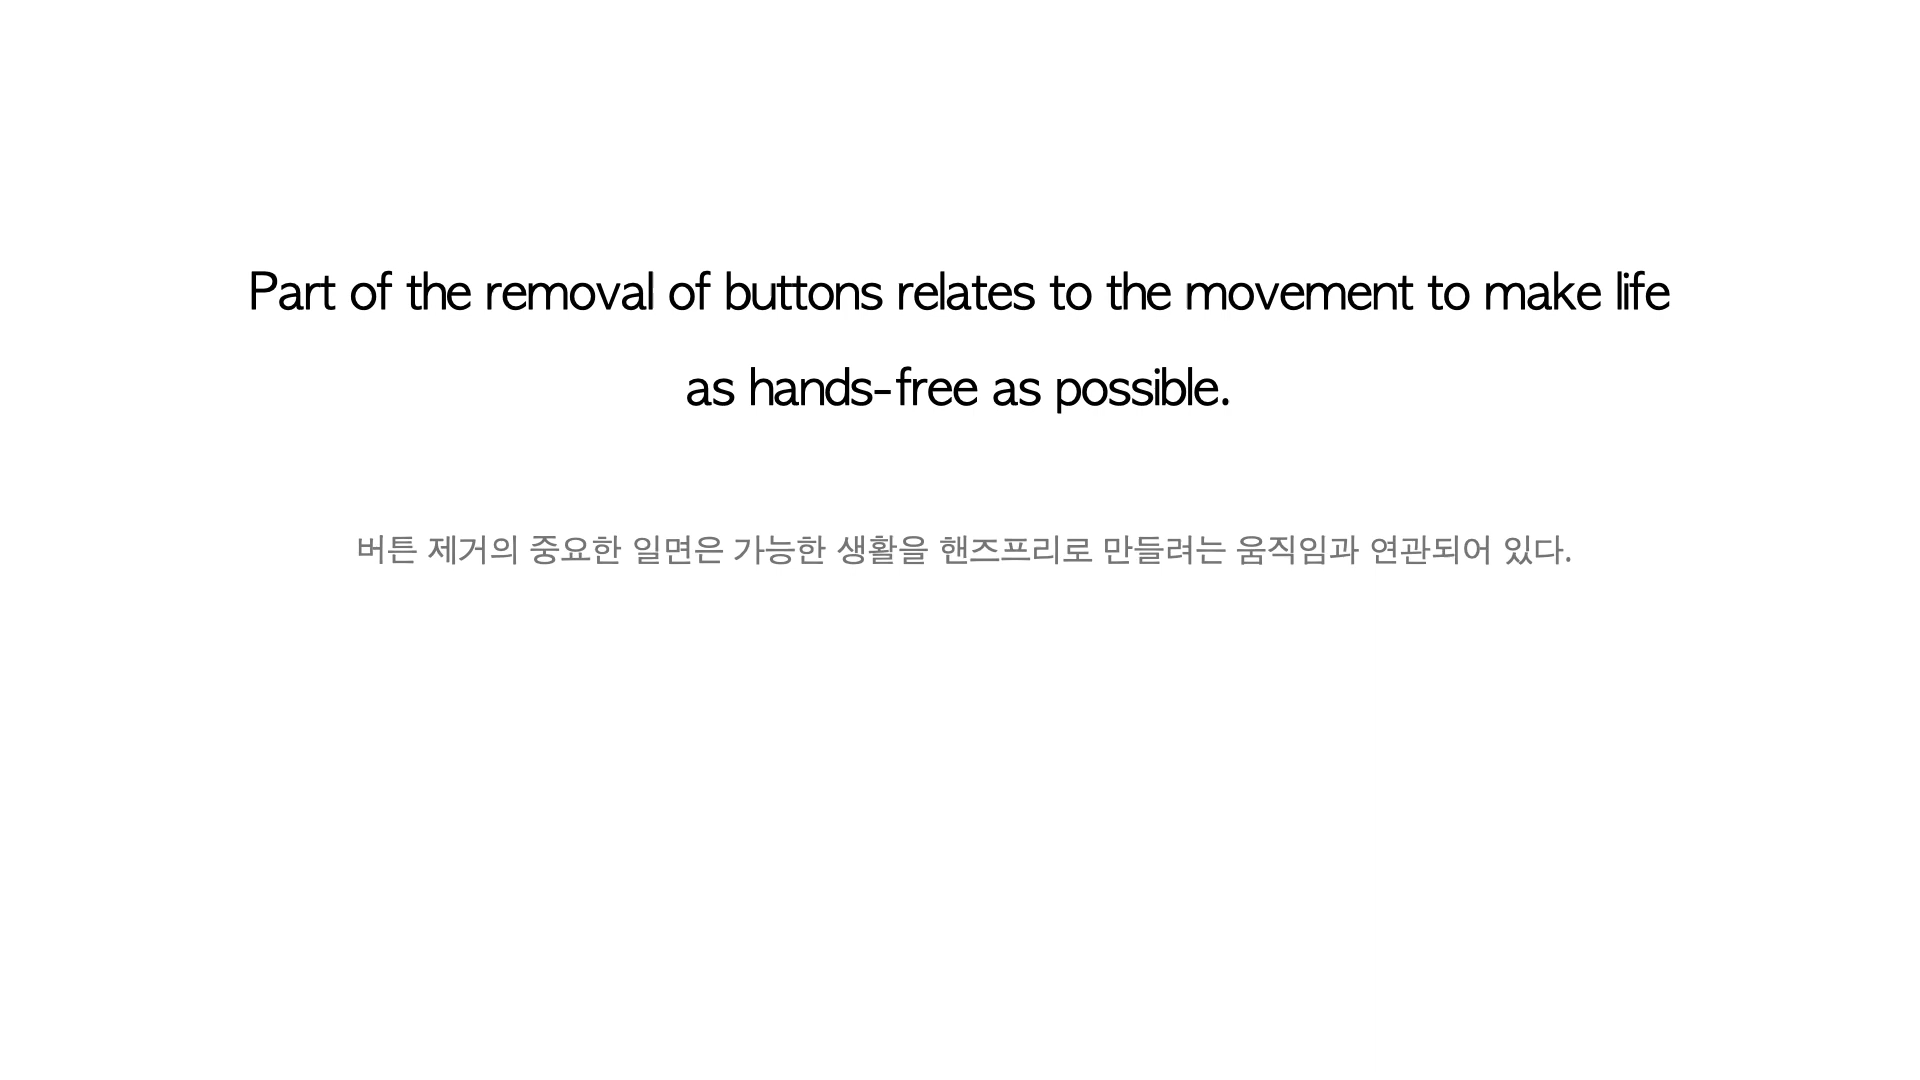 Part of the removal of buttons relates to the movement to make life
as hands-free as possible.
버튼 제거의 중요한 일면은 가능한 생활을 핸즈프리로 만들려는 움직임과 연관되어 있다.